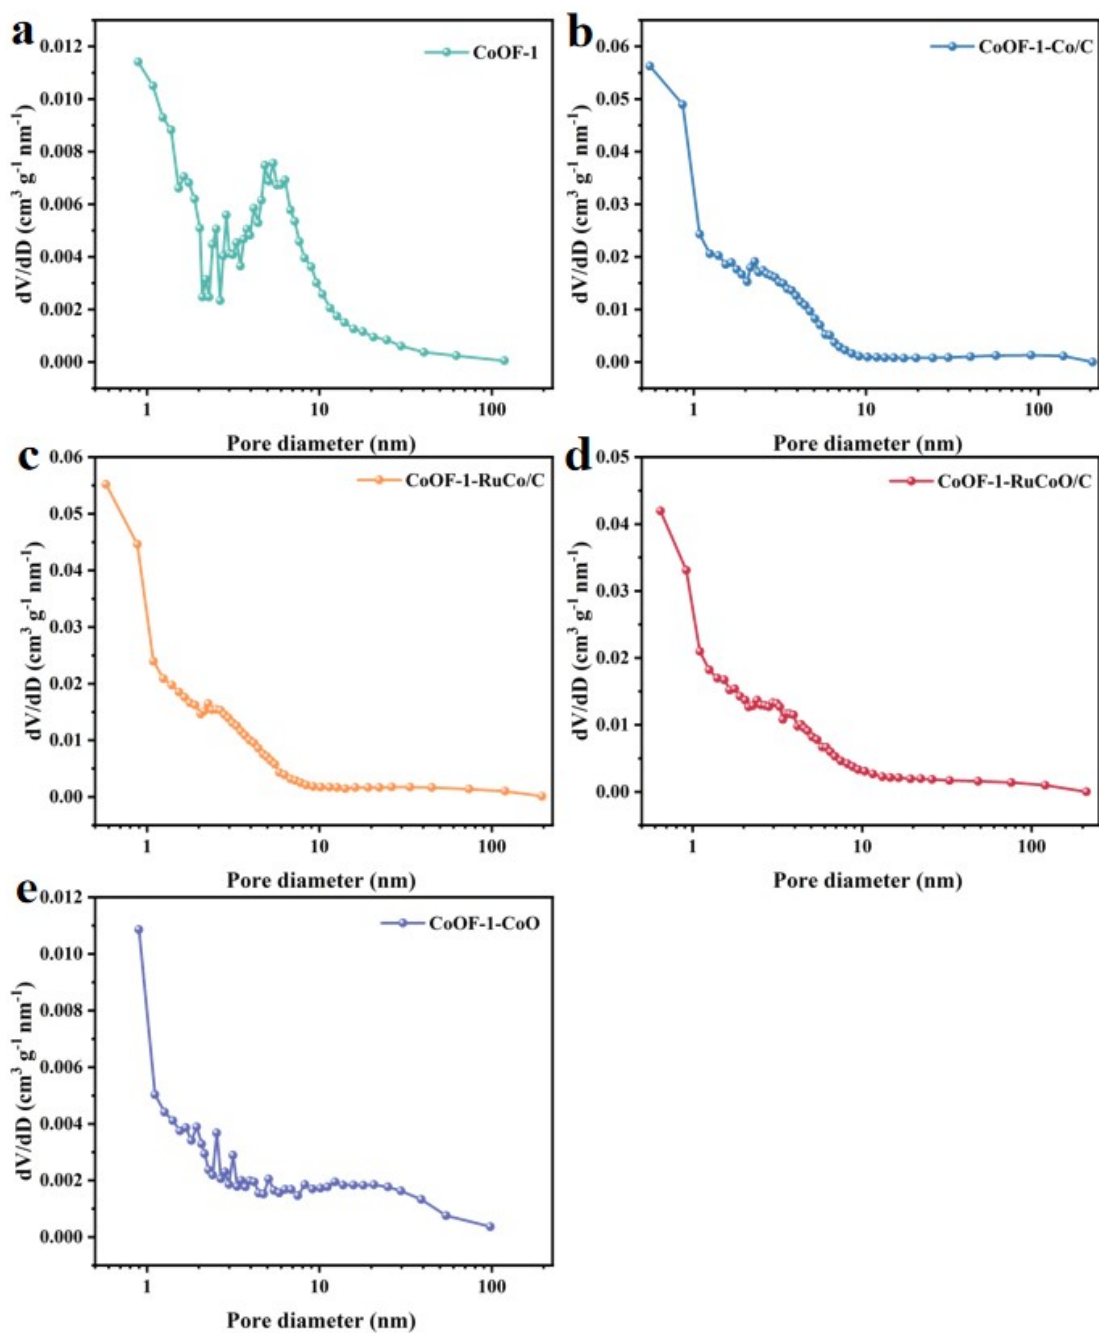 a
CoOF-1
0.012
0.010
0.008
0.006
0.004
0.002
0.000
dV/dD (cm³ g⁻¹ nm⁻¹)
1 10 100
Pore diameter (nm)
b
CoOF-1-Co/C
0.06
0.05
0.04
0.03
0.02
0.01
0.00
dV/dD (cm³ g⁻¹ nm⁻¹)
1 10 100
Pore diameter (nm)
c
CoOF-1-RuCo/C
0.06
0.05
0.04
0.03
0.02
0.01
0.00
dV/dD (cm³ g⁻¹ nm⁻¹)
1 10 100
Pore diameter (nm)
d
CoOF-1-RuCoO/C
0.05
0.04
0.03
0.02
0.01
0.00
dV/dD (cm³ g⁻¹ nm⁻¹)
1 10 100
Pore diameter (nm)
e
CoOF-1-CoO
0.012
0.010
0.008
0.006
0.004
0.002
0.000
dV/dD (cm³ g⁻¹ nm⁻¹)
1 10 100
Pore diameter (nm)